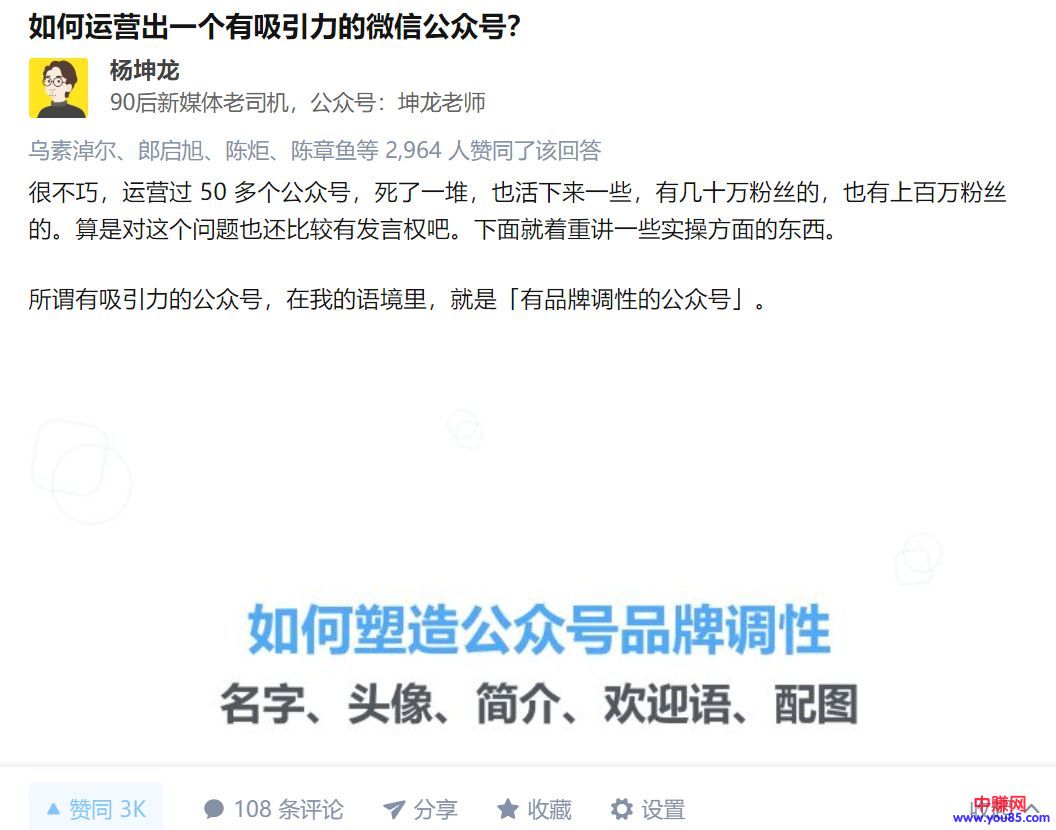 如何运营出一个有吸引力的微信公众号？
杨坤龙
90后新媒体老司机，公众号：坤龙老师
乌素淖尔、郎启旭、陈炬、陈章鱼等 2,964 人赞同了该回答
很不巧，运营过 50 多个公众号，死了一堆，也活下来一些，有几十万粉丝的，也有上百万粉丝
的。算是对这个问题也还比较有发言权吧。下面就着重讲一些实操方面的东西。
所谓有吸引力的公众号，在我的语境里，就是「有品牌调性的公众号」。
如何塑造公众号品牌调性
名字、头像、简介、欢迎语、配图
赞同 3K 108 条评论 分享 收藏 设置
中赚网
www.you85.com